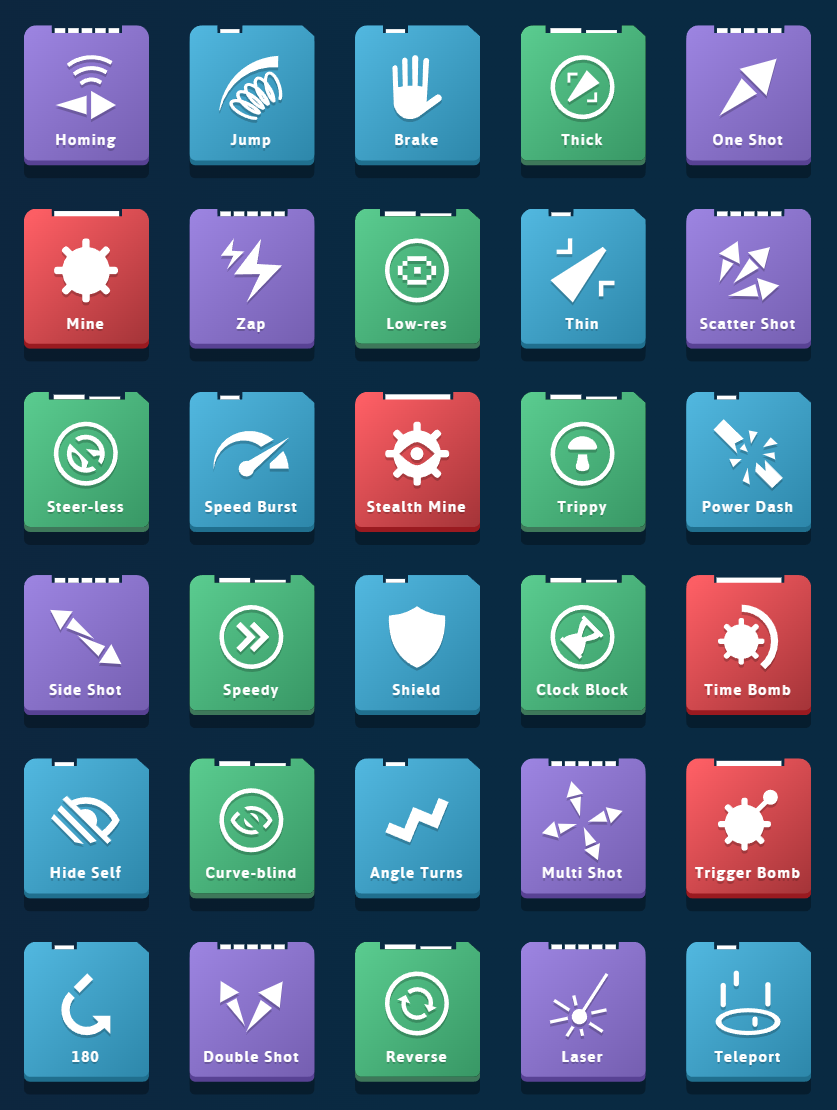 Homing
Jump
Brake
Thick
One Shot
Mine
Zap
Low-res
Thin
Scatter Shot
Steer-less
Speed Burst
Stealth Mine
Trippy
Power Dash
Side Shot
Speedy
Shield
Clock Block
Time Bomb
Hide Self
Curve-blind
Angle Turns
Multi Shot
Trigger Bomb
180
Double Shot
Reverse
Laser
Teleport